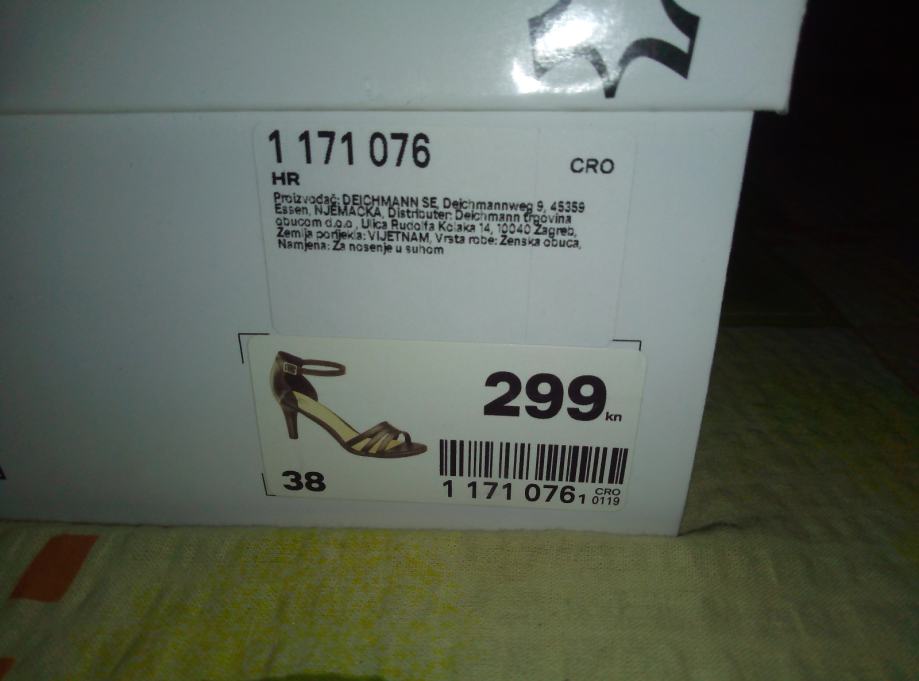 1 171 076
CRO
HR
Proizvođač: DEICHMANN SE, Deichmannweg 9, 45359
Essen, NJEMAČKA, Distributer: Deichmann trgovina
obućom d.o.o., Ulica Rudolfa Kolaka 14, 10040 Zagreb,
Zemlja porijekla: VIJETNAM, Vrsta robe: Ženska obuća,
Namjena: Za nošenje u suhom
299 kn
38
1 171 076 1 CRO
0119